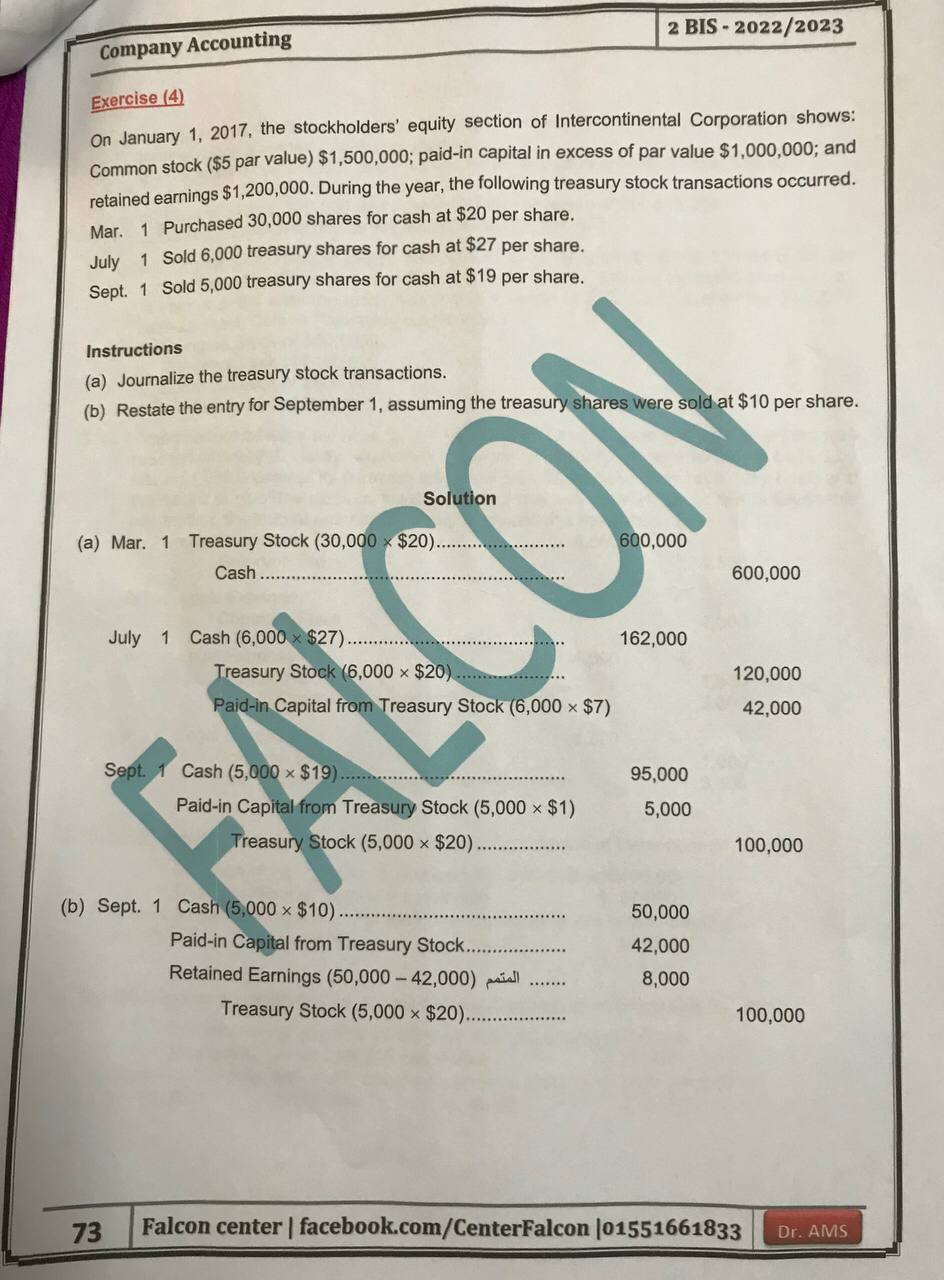 Company Accounting
2 BIS - 2022/2023
Exercise (4)
On January 1, 2017, the stockholders' equity section of Intercontinental Corporation shows:
Common stock ($5 par value) $1,500,000; paid-in capital in excess of par value $1,000,000; and
retained earnings $1,200,000. During the year, the following treasury stock transactions occurred.
Mar. 1 Purchased 30,000 shares for cash at $20 per share.
July 1 Sold 6,000 treasury shares for cash at $27 per share.
Sept. 1 Sold 5,000 treasury shares for cash at $19 per share.
Instructions
(a) Journalize the treasury stock transactions.
(b) Restate the entry for September 1, assuming the treasury shares were sold at $10 per share.
FALCON
Solution
(a) Mar. 1 Treasury Stock (30,000 × $20)........................ 600,000
Cash ........................................................ 600,000
July 1 Cash (6,000 × $27)........................................ 162,000
Treasury Stock (6,000 × $20) .................... 120,000
Paid-in Capital from Treasury Stock (6,000 × $7) 42,000
Sept. 1 Cash (5,000 × $19)......................................... 95,000
Paid-in Capital from Treasury Stock (5,000 × $1) 5,000
Treasury Stock (5,000 × $20) ................. 100,000
(b) Sept. 1 Cash (5,000 × $10) ......................................... 50,000
Paid-in Capital from Treasury Stock................... 42,000
Retained Earnings (50,000 – 42,000) المتمم ....... 8,000
Treasury Stock (5,000 × $20)................... 100,000
73
Falcon center | facebook.com/CenterFalcon |01551661833
Dr. AMS